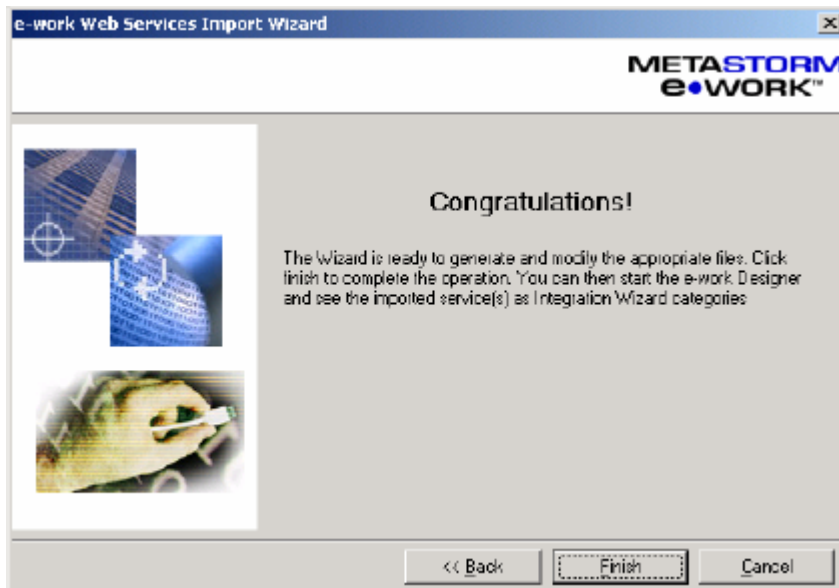 e-work Web Services Import Wizard
METASTORM
e•WORK™
Congratulations!
The Wizard is ready to generate and modify the appropriate files. Click
finish to complete the operation. You can then start the e-work Designer
and see the imported service(s) as Integration Wizard categories
<< Back
Finish
Cancel